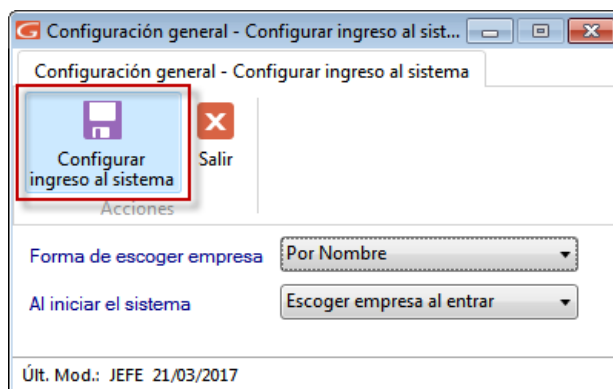 Configuración general - Configurar ingreso al sist...
Configuración general - Configurar ingreso al sistema
Configurar
ingreso al sistema
Salir
Acciones
Forma de escoger empresa Por Nombre
Al iniciar el sistema Escoger empresa al entrar
Últ. Mod.: JEFE 21/03/2017